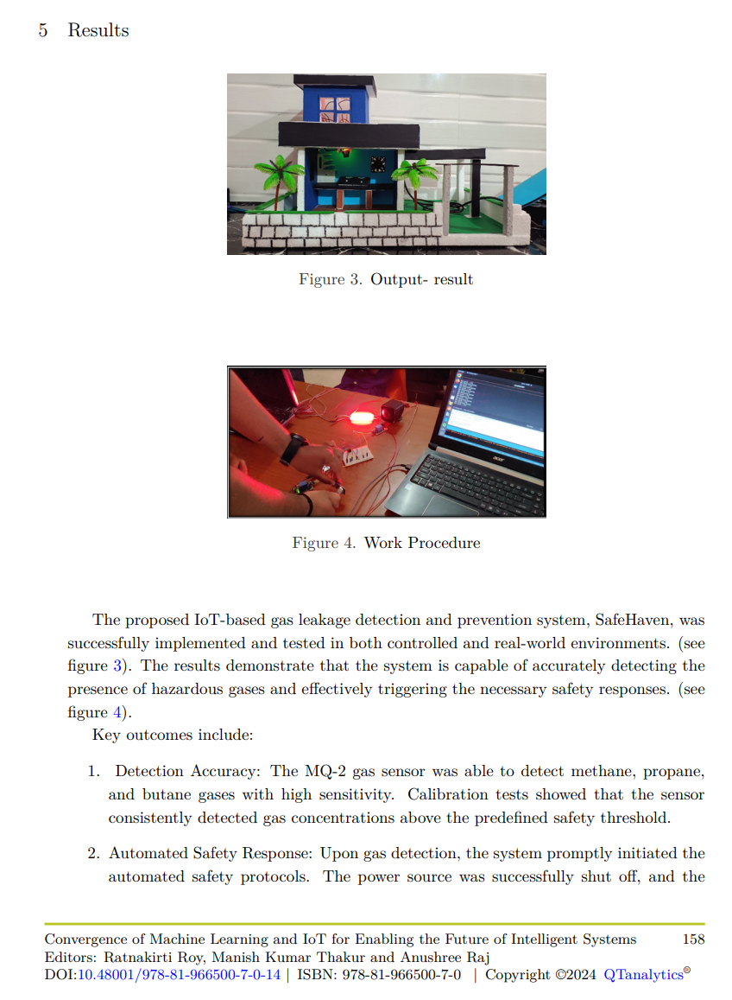 5 Results
Figure 3. Output- result
acer
Figure 4. Work Procedure
The proposed IoT-based gas leakage detection and prevention system, SafeHaven, was
successfully implemented and tested in both controlled and real-world environments. (see
figure 3). The results demonstrate that the system is capable of accurately detecting the
presence of hazardous gases and effectively triggering the necessary safety responses. (see
figure 4).
Key outcomes include:
1. Detection Accuracy: The MQ-2 gas sensor was able to detect methane, propane,
and butane gases with high sensitivity. Calibration tests showed that the sensor
consistently detected gas concentrations above the predefined safety threshold.
2. Automated Safety Response: Upon gas detection, the system promptly initiated the
automated safety protocols. The power source was successfully shut off, and the
Convergence of Machine Learning and IoT for Enabling the Future of Intelligent Systems 158
Editors: Ratnakirti Roy, Manish Kumar Thakur and Anushree Raj
DOI:10.48001/978-81-966500-7-0-14 | ISBN: 978-81-966500-7-0 | Copyright ©2024 QTanalytics®